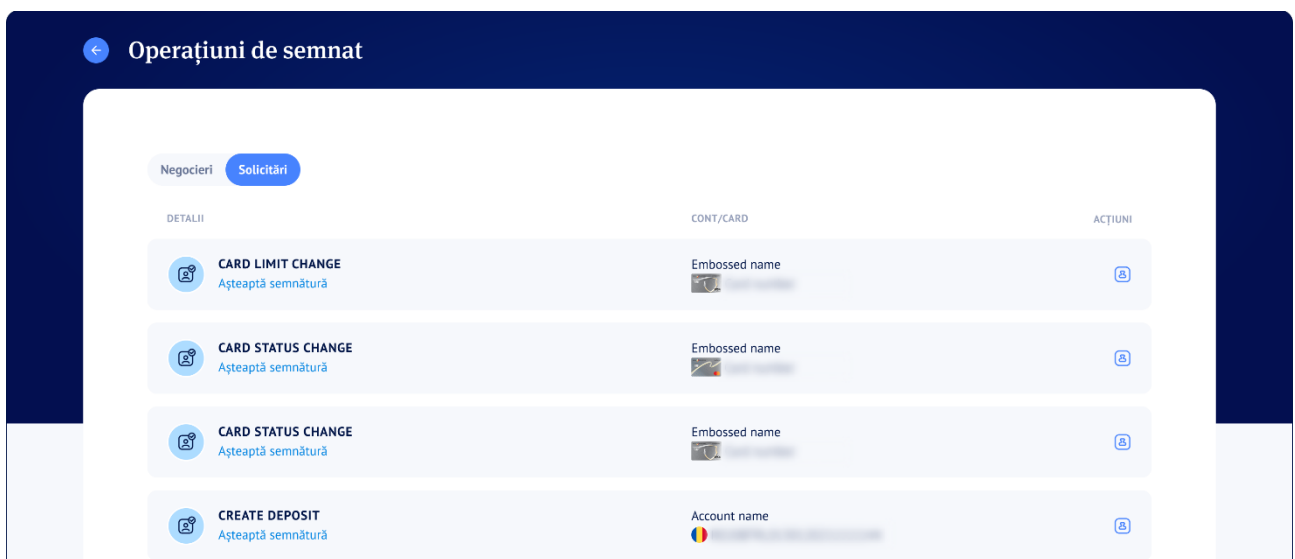 Operațiuni de semnat
Negocieri Solicitări
DETALII CONT/CARD ACȚIUNI
CARD LIMIT CHANGE Embossed name
Așteaptă semnătură
CARD STATUS CHANGE Embossed name
Așteaptă semnătură
CARD STATUS CHANGE Embossed name
Așteaptă semnătură
CREATE DEPOSIT Account name
Așteaptă semnătură